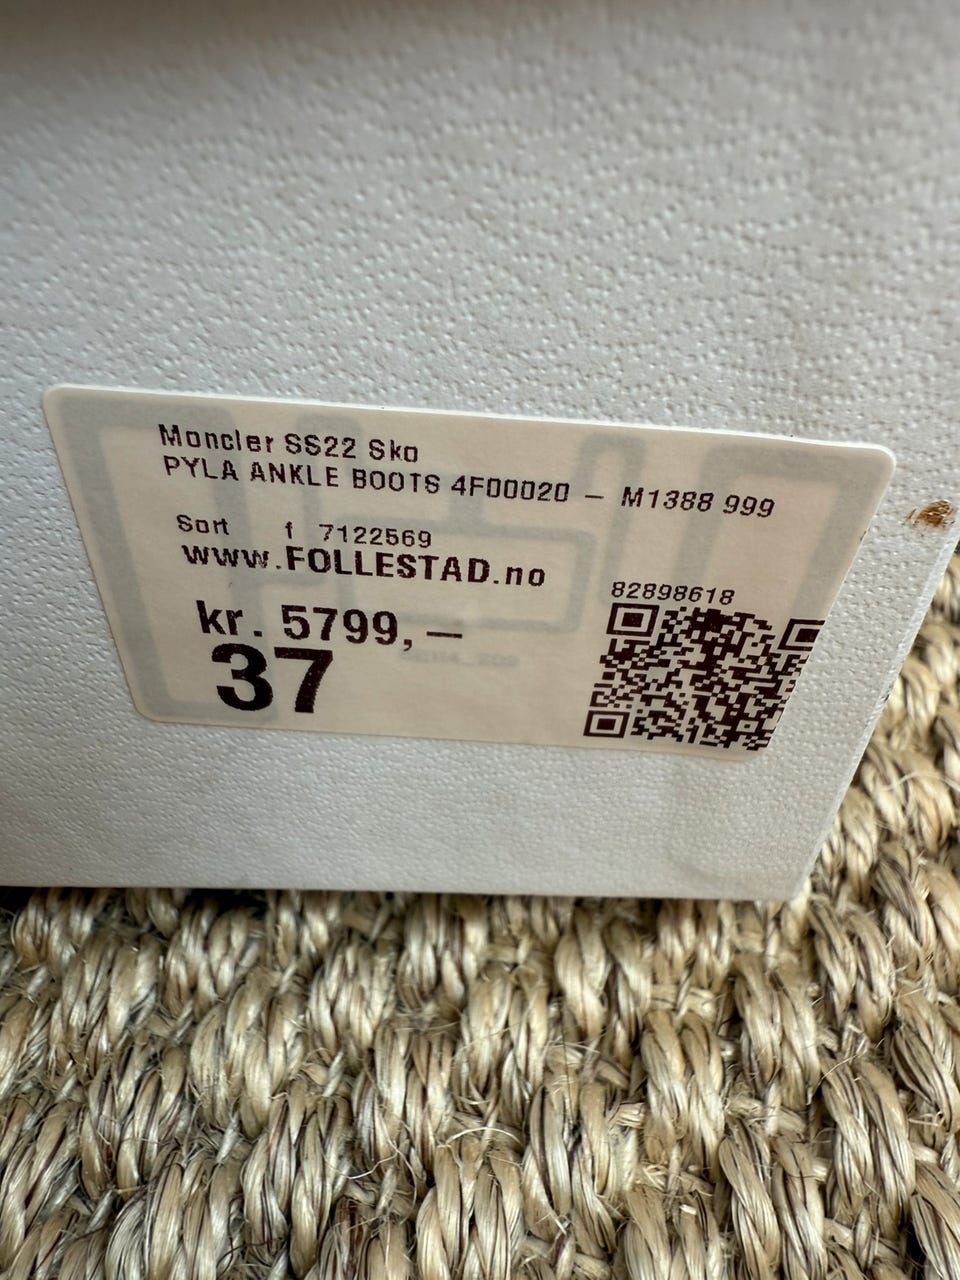 Moncler SS22 Sko
PYLA ANKLE BOOTS 4F00020 – M1388 999
Sort f 7122569
www.FOLLESTAD.no
82898618
kr. 5799,–
37